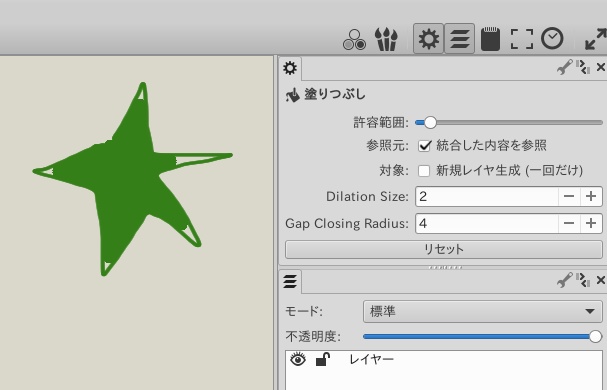 塗りつぶし
許容範囲:
参照元: 統合した内容を参照
対象: 新規レイヤ生成 (一回だけ)
Dilation Size: 2
Gap Closing Radius: 4
リセット
モード: 標準
不透明度:
レイヤー